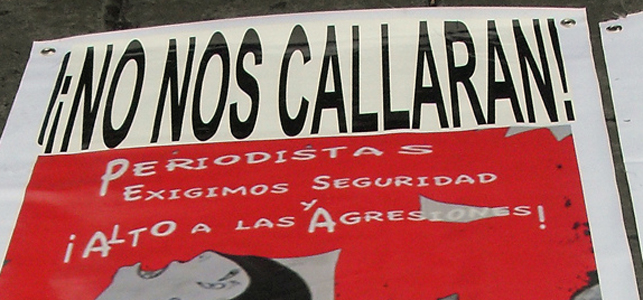 ¡¡NO NOS CALLARAN!
PERIODISTAS
EXIGIMOS SEGURIDAD
Y
¡ALTO A LAS AGRESIONES!